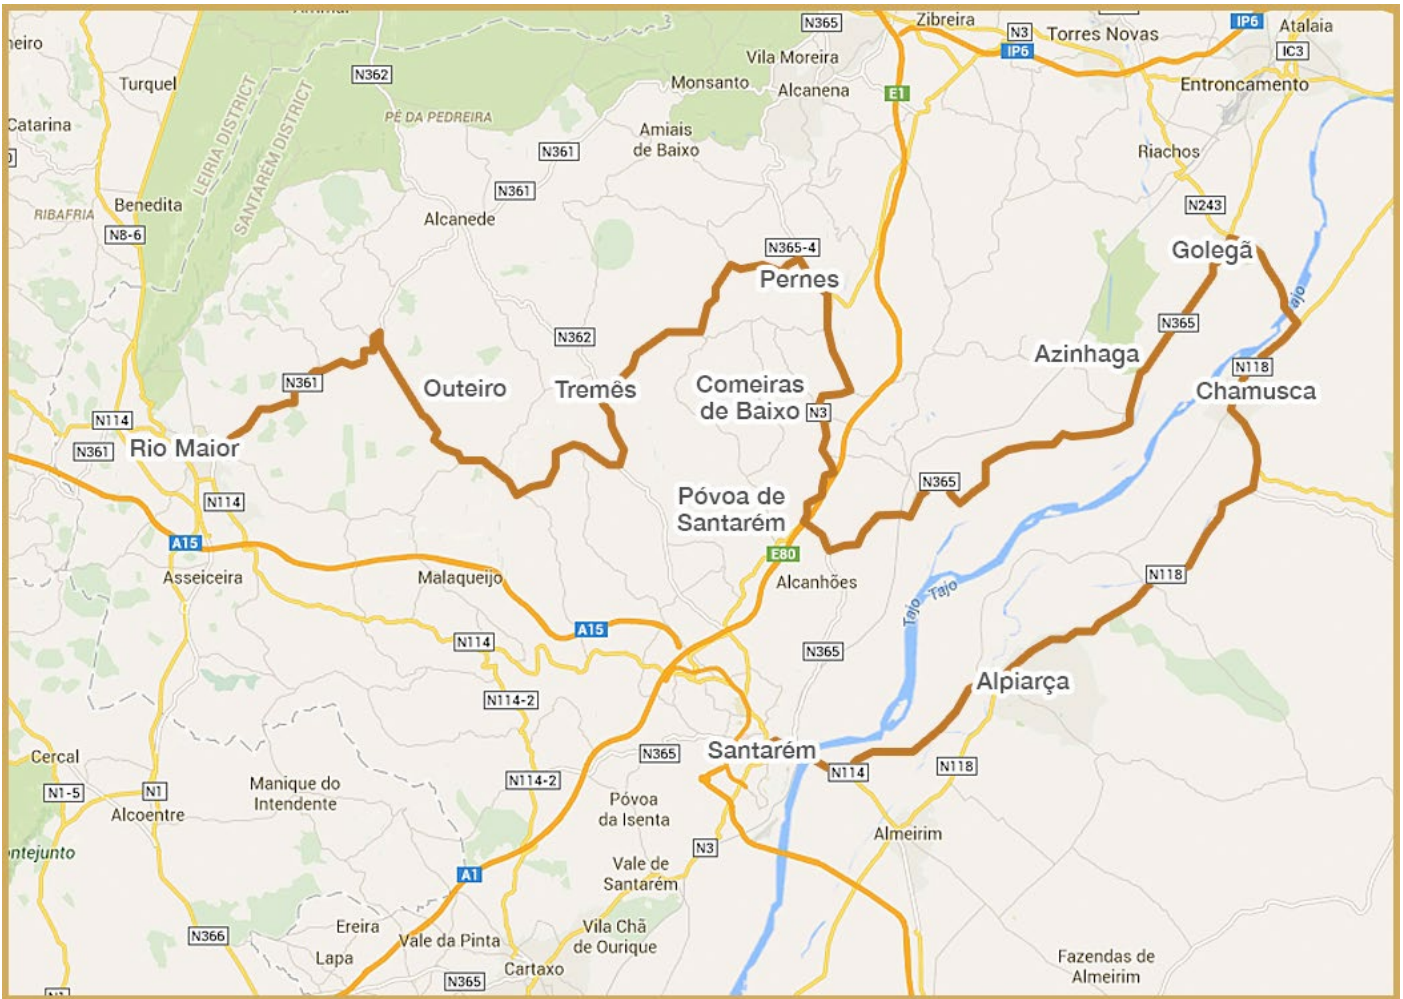 N365
Zibreira
N3
IP6
Torres Novas
IP6
Atalaia
IC3
Turquel
N362
Monsanto
Vila Moreira
Alcanena
E1
Entroncamento
Catarina
LEIRIA DISTRICT
SANTARÉM DISTRICT
PÉ DA PEDREIRA
Amiais
de Baixo
N361
Riachos
N361
Benedita
RIBAFRIA
N8-6
Alcanede
N243
N365-4
Golegã
Pernes
Tajo
N365
N362
Azinhaga
N118
N361
Outeiro
Tremês
Comeiras
de Baixo
N3
Chamusca
N114
N361
Rio Maior
N365
Póvoa de
Santarém
N114
A15
E80
Asseiceira
Malaqueijo
Alcanhões
N118
Tajo
Tajo
A15
N114
N365
Alpiarça
N114-2
Santarém
N365
N114
N118
Cercal
N1-5
N1
Manique do
Intendente
N114-2
Alcoentre
Póvoa
da Isenta
Almeirim
N3
Vale de
Santarém
A1
N366
Ereira
Vale da Pinta
Lapa
Vila Chã
de Ourique
Cartaxo
N365
Fazendas de
Almeirim
N1